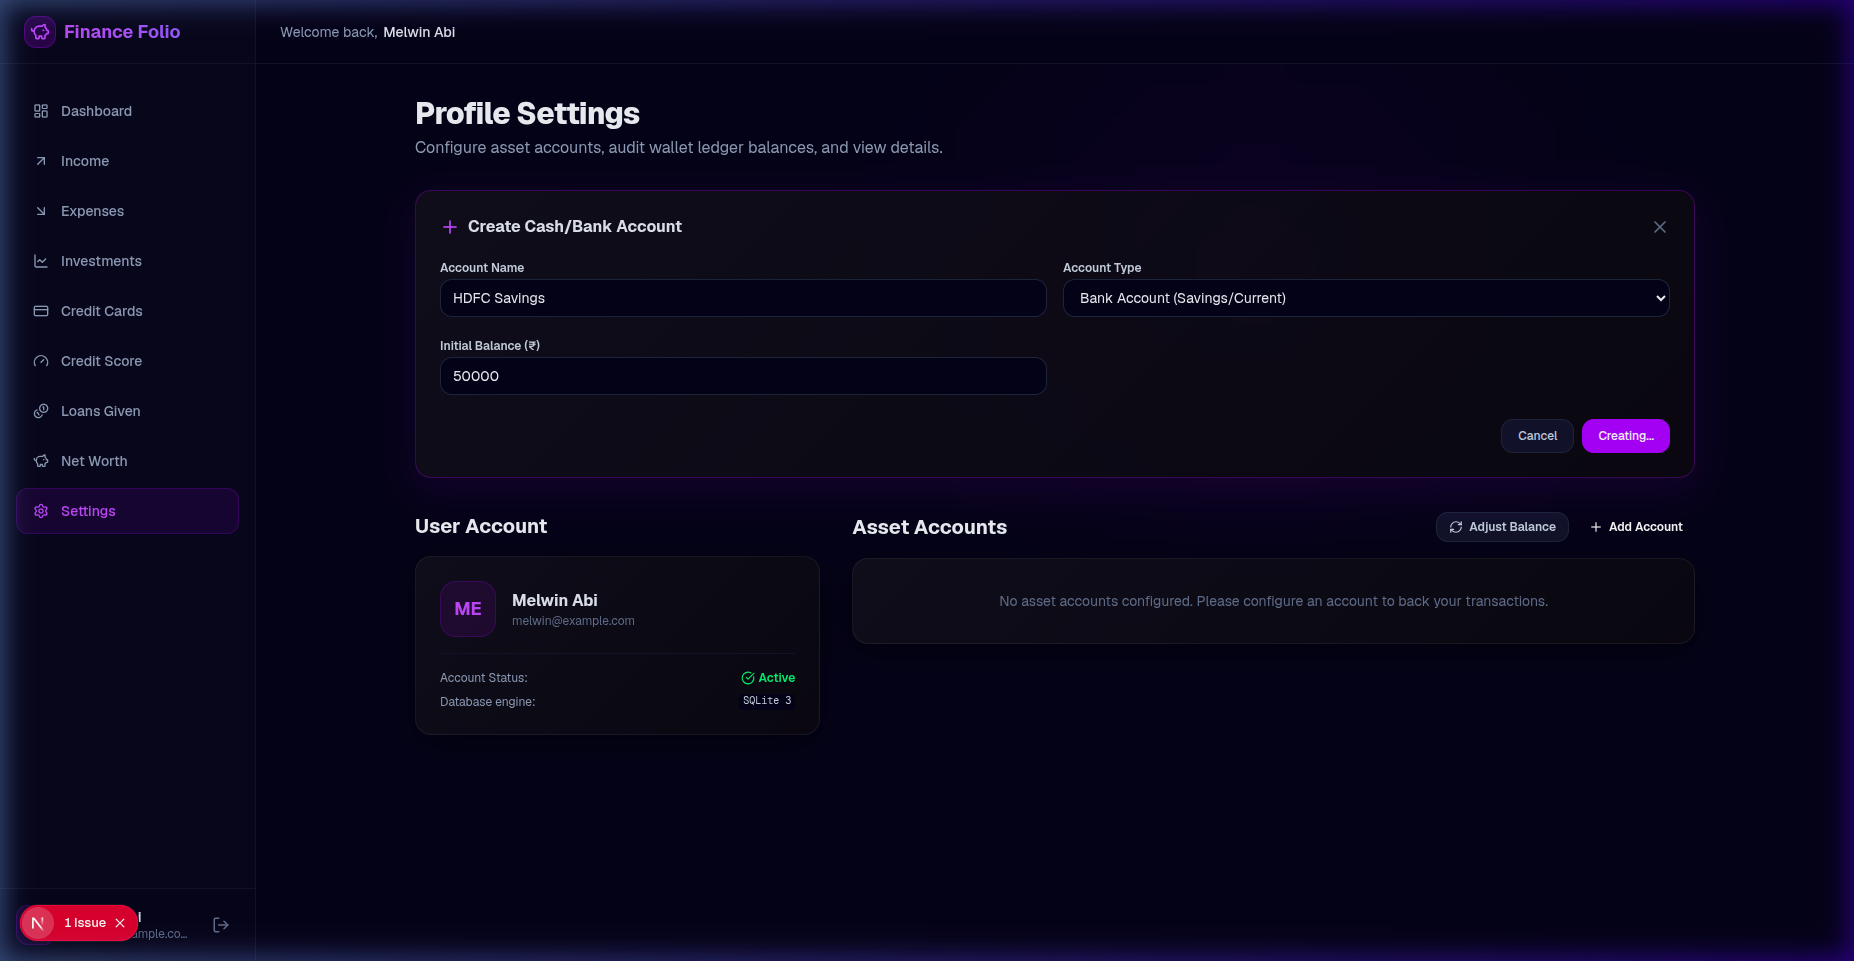 Finance Folio
Welcome back, Melwin Abi
Dashboard
Income
Expenses
Investments
Credit Cards
Credit Score
Loans Given
Net Worth
Settings
Profile Settings
Configure asset accounts, audit wallet ledger balances, and view details.
Create Cash/Bank Account
Account Name
HDFC Savings
Account Type
Bank Account (Savings/Current)
Initial Balance (₹)
50000
Cancel
Creating...
User Account
ME
Melwin Abi
melwin@example.com
Account Status:
Active
Database engine:
SQLite 3
Asset Accounts
Adjust Balance
Add Account
No asset accounts configured. Please configure an account to back your transactions.
N
1 Issue
ample.co...